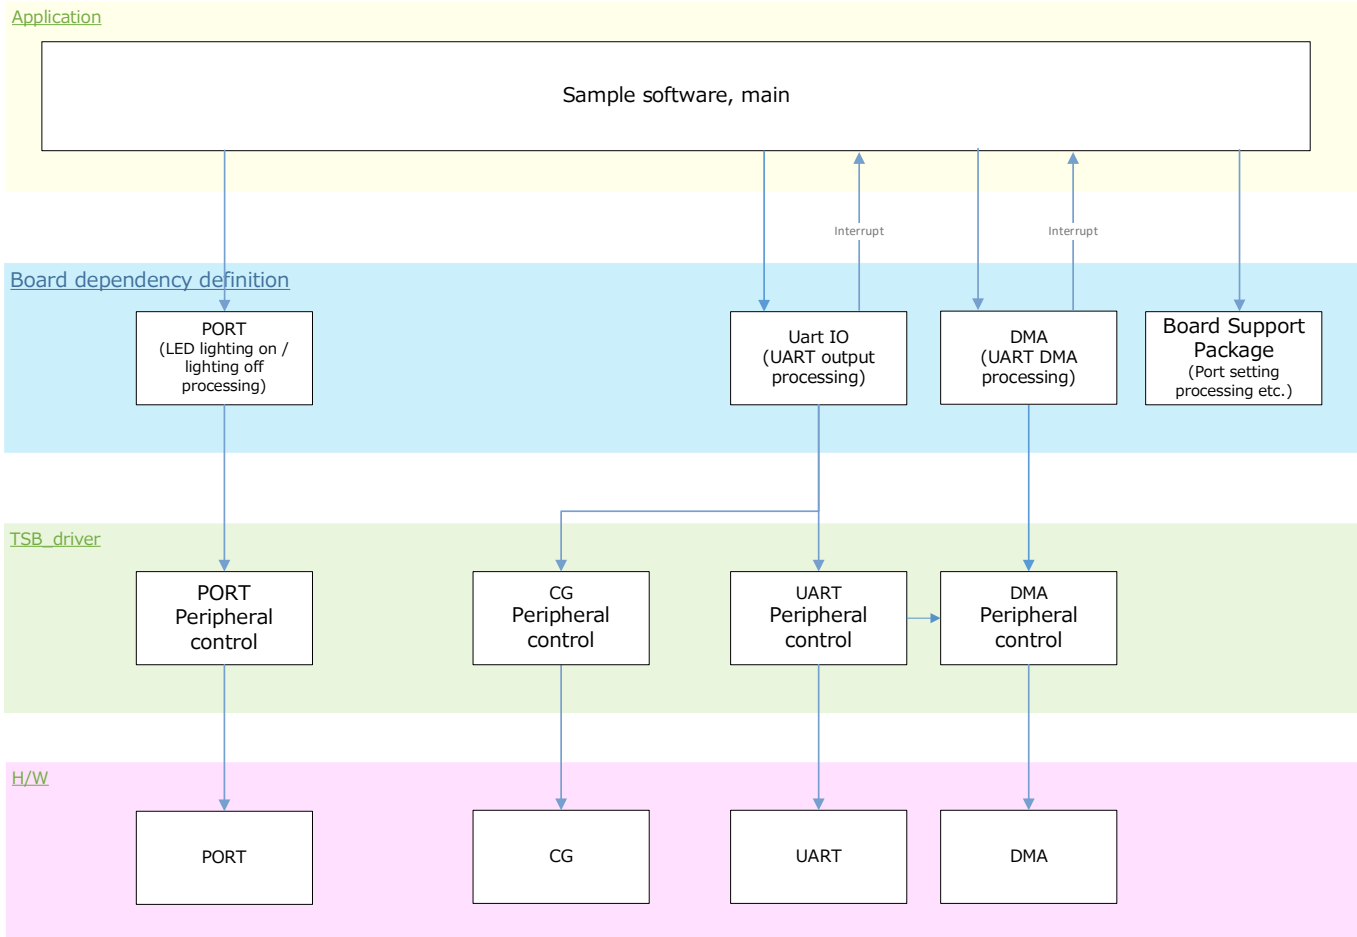 Application
Sample software, main
Interrupt
Interrupt
Board dependency definition
PORT
(LED lighting on /
lighting off
processing)
Uart IO
(UART output
processing)
DMA
(UART DMA
processing)
Board Support
Package
(Port setting
processing etc.)
TSB_driver
PORT
Peripheral
control
CG
Peripheral
control
UART
Peripheral
control
DMA
Peripheral
control
H/W
PORT
CG
UART
DMA